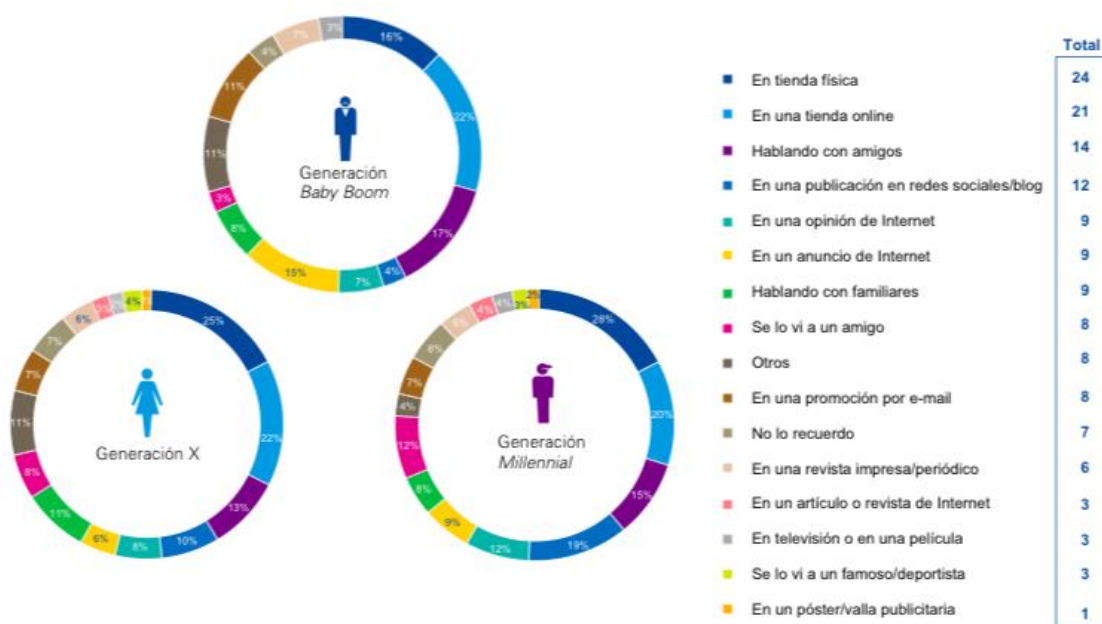 3%
16%
22%
17%
4%
7%
15%
8%
3%
11%
11%
4%
7%
Generación
Baby Boom
25%
22%
13%
10%
8%
6%
11%
8%
11%
7%
7%
6%
4%
Generación X
28%
20%
15%
19%
12%
9%
8%
12%
4%
7%
8%
4%
4%
3%
2%
Generación
Millennial
Total
En tienda física 24
En una tienda online 21
Hablando con amigos 14
En una publicación en redes sociales/blog 12
En una opinión de Internet 9
En un anuncio de Internet 9
Hablando con familiares 9
Se lo vi a un amigo 8
Otros 8
En una promoción por e-mail 8
No lo recuerdo 7
En una revista impresa/periódico 6
En un artículo o revista de Internet 3
En televisión o en una película 3
Se lo vi a un famoso/deportista 3
En un póster/valla publicitaria 1